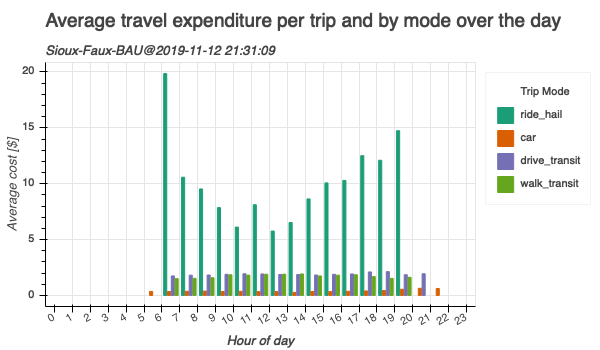 Average travel expenditure per trip and by mode over the day
Sioux-Faux-BAU@2019-11-12 21:31:09
Trip Mode
ride_hail
car
drive_transit
walk_transit
Average cost [$]
20
15
10
5
0
0 1 2 3 4 5 6 7 8 9 10 11 12 13 14 15 16 17 18 19 20 21 22 23
Hour of day